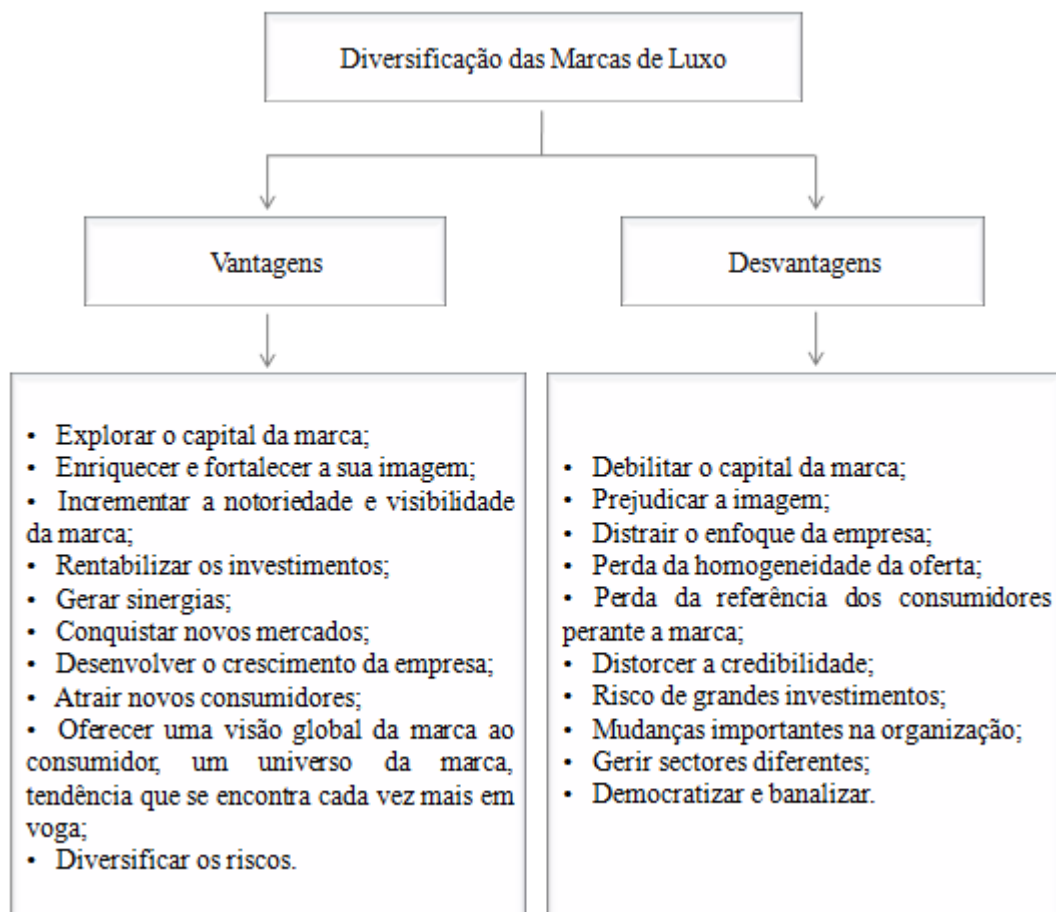 Diversificação das Marcas de Luxo
Vantagens
Desvantagens
• Explorar o capital da marca;
• Enriquecer e fortalecer a sua imagem;
• Incrementar a notoriedade e visibilidade
da marca;
• Rentabilizar os investimentos;
• Gerar sinergias;
• Conquistar novos mercados;
• Desenvolver o crescimento da empresa;
• Atrair novos consumidores;
• Oferecer uma visão global da marca ao
consumidor, um universo da marca,
tendência que se encontra cada vez mais em
voga;
• Diversificar os riscos.
• Debilitar o capital da marca;
• Prejudicar a imagem;
• Distrair o enfoque da empresa;
• Perda da homogeneidade da oferta;
• Perda da referência dos consumidores
perante a marca;
• Distorcer a credibilidade;
• Risco de grandes investimentos;
• Mudanças importantes na organização;
• Gerir sectores diferentes;
• Democratizar e banalizar.